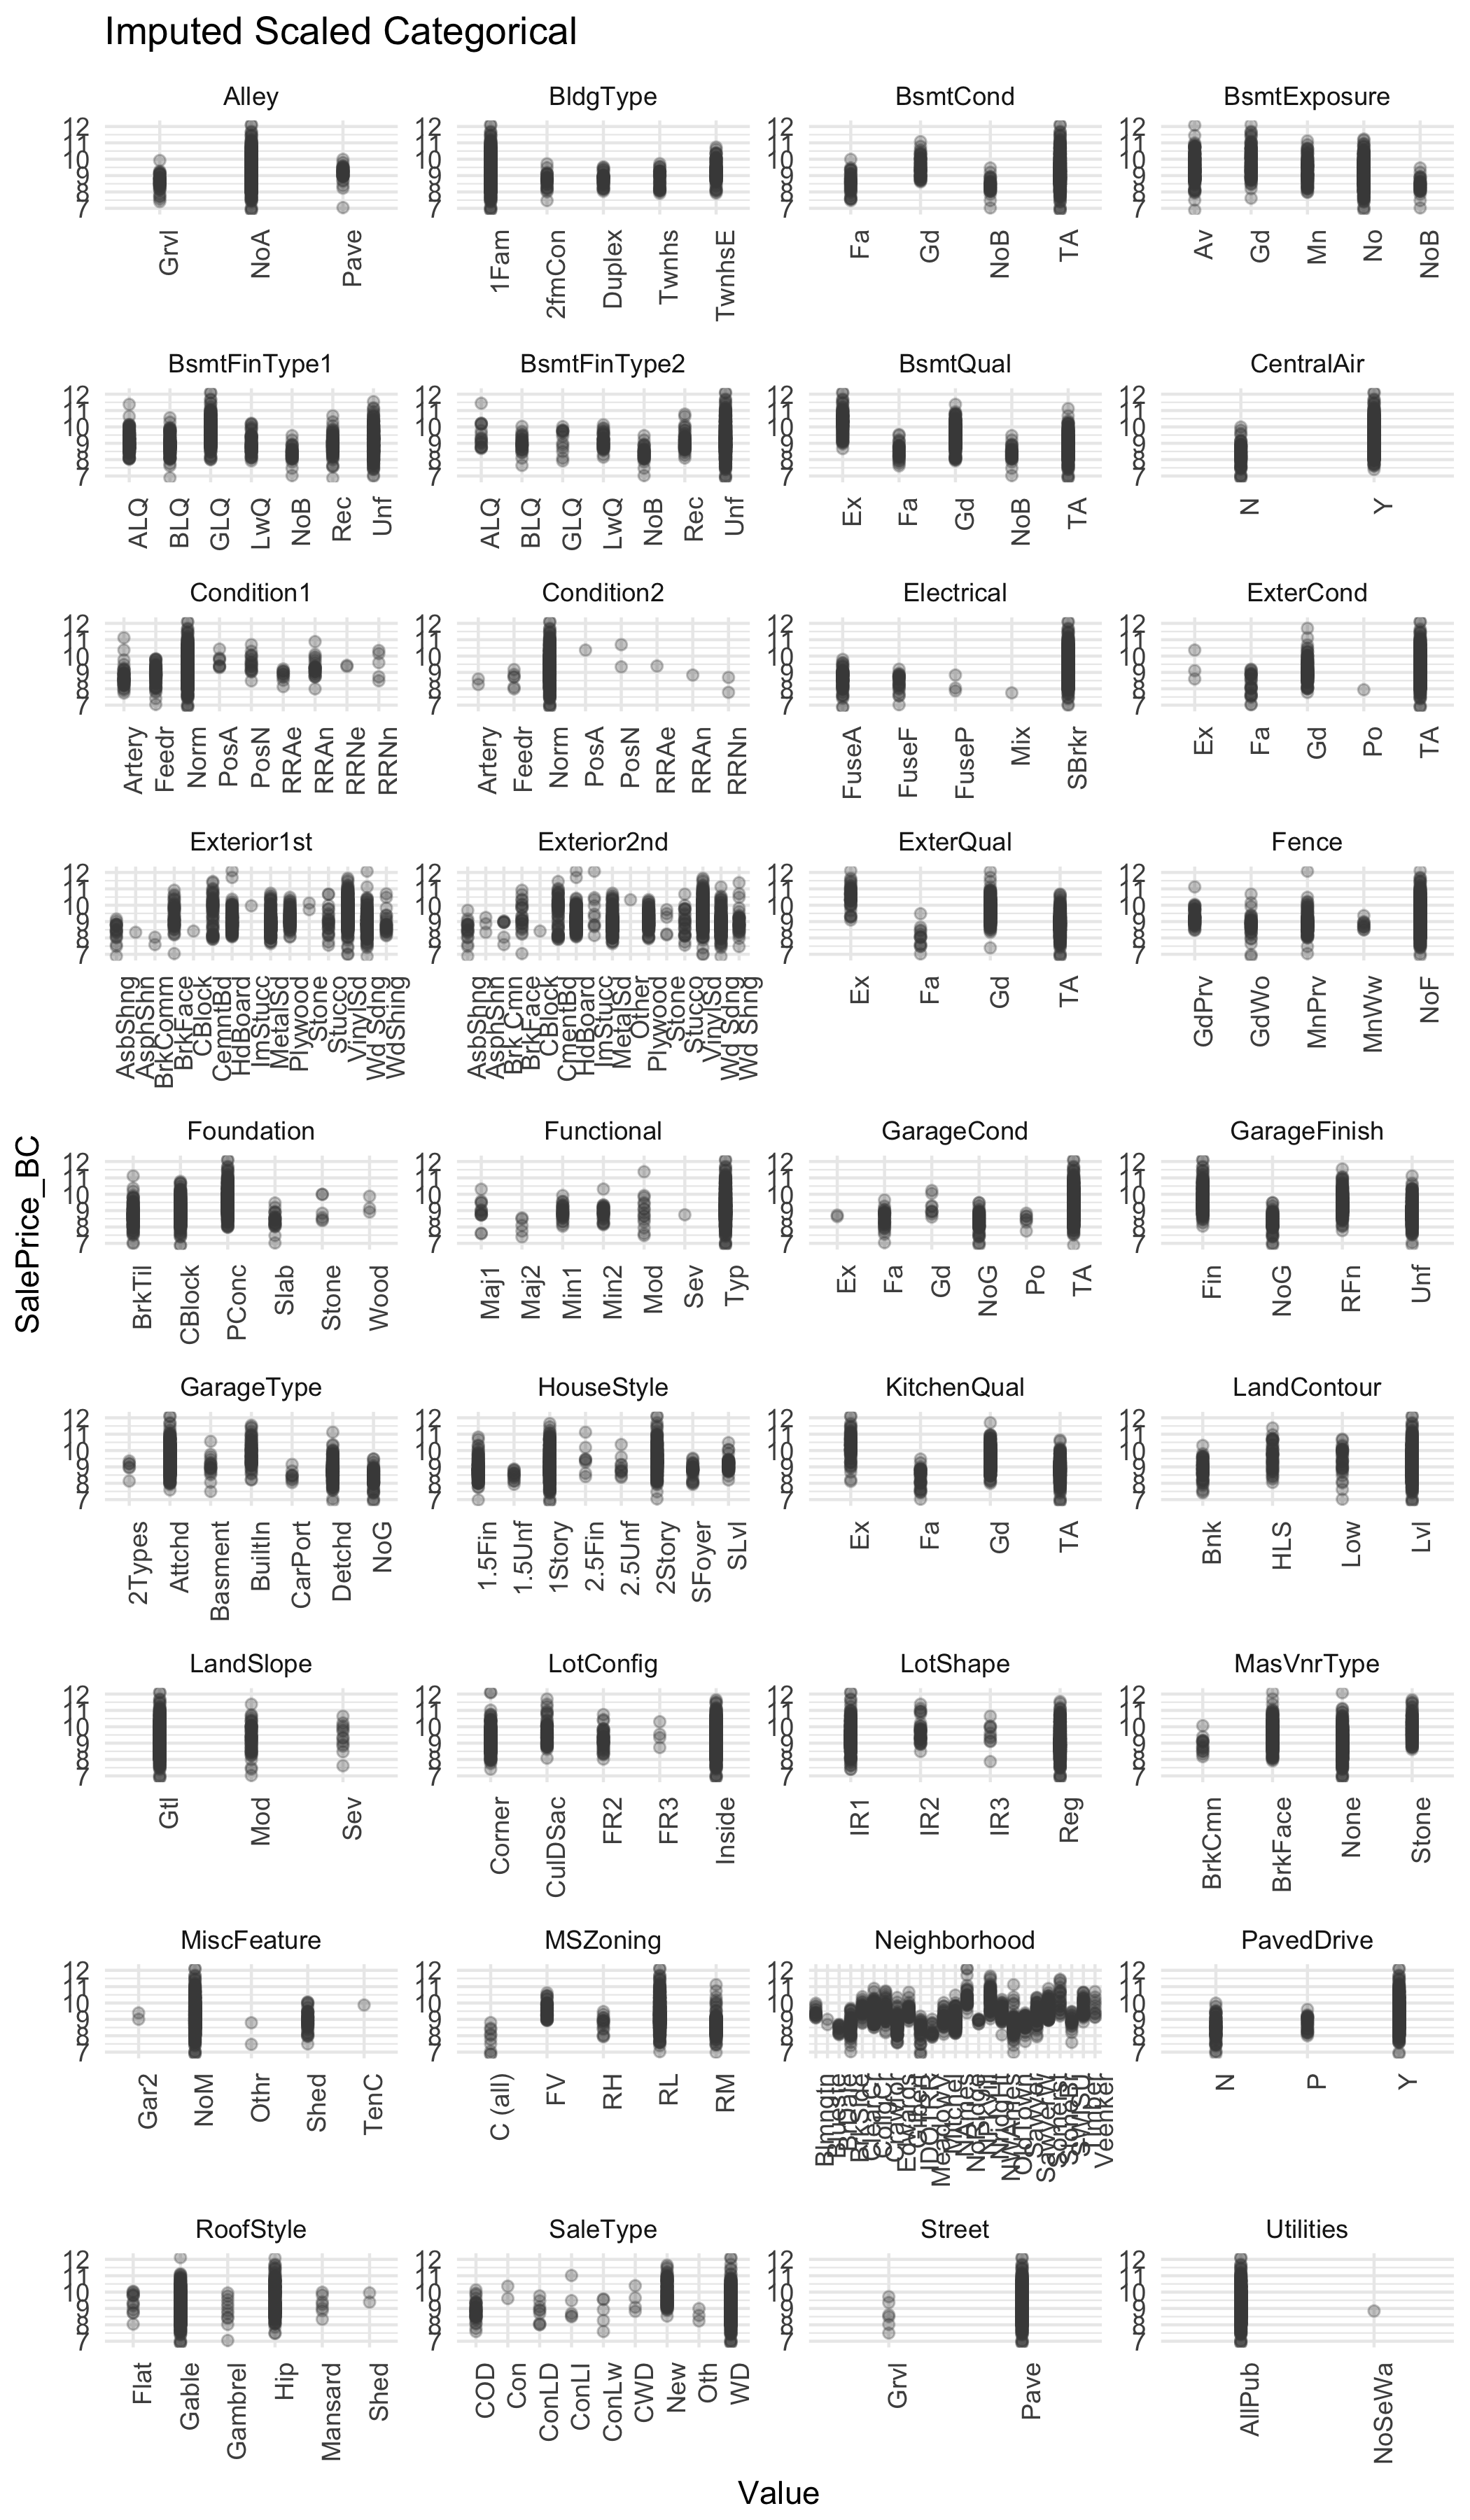 Imputed Scaled Categorical
Alley BldgType BsmtCond BsmtExposure
12 11 10 9 8 7 12 11 10 9 8 7 12 11 10 9 8 7 12 11 10 9 8 7
Grvl NoA Pave 1Fam 2fmCon Duplex Twnhs TwnhsE Fa Gd NoB TA Av Gd Mn No NoB
BsmtFinType1 BsmtFinType2 BsmtQual CentralAir
12 11 10 9 8 7 12 11 10 9 8 7 12 11 10 9 8 7 12 11 10 9 8 7
ALQ BLQ GLQ LwQ NoB Rec Unf ALQ BLQ GLQ LwQ NoB Rec Unf Ex Fa Gd NoB TA N Y
Condition1 Condition2 Electrical ExterCond
12 11 10 9 8 7 12 11 10 9 8 7 12 11 10 9 8 7 12 11 10 9 8 7
Artery Feedr Norm PosA PosN RRAe RRAn RRNe RRNn Artery Feedr Norm PosA PosN RRAe RRAn RRNn FuseA FuseF FuseP Mix SBrkr Ex Fa Gd Po TA
Exterior1st Exterior2nd ExterQual Fence
12 11 10 9 8 7 12 11 10 9 8 7 12 11 10 9 8 7 12 11 10 9 8 7
AsbShng AsphShn BrkComm BrkFace CBlock CemntBd HdBoard ImStucc MetalSd Plywood Stone Stucco VinylSd Wd Sdng WdShing AsbShng AsphShn Brk Cmn BrkFace CBlock CmentBd HdBoard ImStucc MetalSd Other Plywood Stone Stucco VinylSd Wd Sdng Wd Shng Ex Fa Gd TA GdPrv GdWo MnPrv MnWw NoF
Foundation Functional GarageCond GarageFinish
12 11 10 9 8 7 12 11 10 9 8 7 12 11 10 9 8 7 12 11 10 9 8 7
BrkTil CBlock PConc Slab Stone Wood Maj1 Maj2 Min1 Min2 Mod Sev Typ Ex Fa Gd NoG Po TA Fin NoG RFn Unf
SalePrice_BC
GarageType HouseStyle KitchenQual LandContour
12 11 10 9 8 7 12 11 10 9 8 7 12 11 10 9 8 7 12 11 10 9 8 7
2Types Attchd Basment BuiltIn CarPort Detchd NoG 1.5Fin 1.5Unf 1Story 2.5Fin 2.5Unf 2Story SFoyer SLvl Ex Fa Gd TA Bnk HLS Low Lvl
LandSlope LotConfig LotShape MasVnrType
12 11 10 9 8 7 12 11 10 9 8 7 12 11 10 9 8 7 12 11 10 9 8 7
Gtl Mod Sev Corner CulDSac FR2 FR3 Inside IR1 IR2 IR3 Reg BrkCmn BrkFace None Stone
MiscFeature MSZoning Neighborhood PavedDrive
12 11 10 9 8 7 12 11 10 9 8 7 12 11 10 9 8 7 12 11 10 9 8 7
Gar2 NoM Othr Shed TenC C (all) FV RH RL RM Blmngtn Veenker N P Y
RoofStyle SaleType Street Utilities
12 11 10 9 8 7 12 11 10 9 8 7 12 11 10 9 8 7 12 11 10 9 8 7
Flat Gable Gambrel Hip Mansard Shed COD Con ConLD ConLI ConLw CWD New Oth WD Grvl Pave AllPub NoSeWa
Value